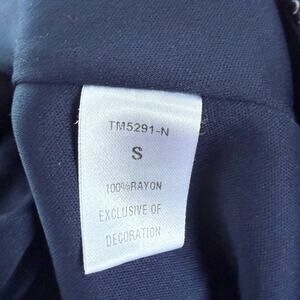 TM5291-N
S
100%RAYON
EXCLUSIVE OF
DECORATION